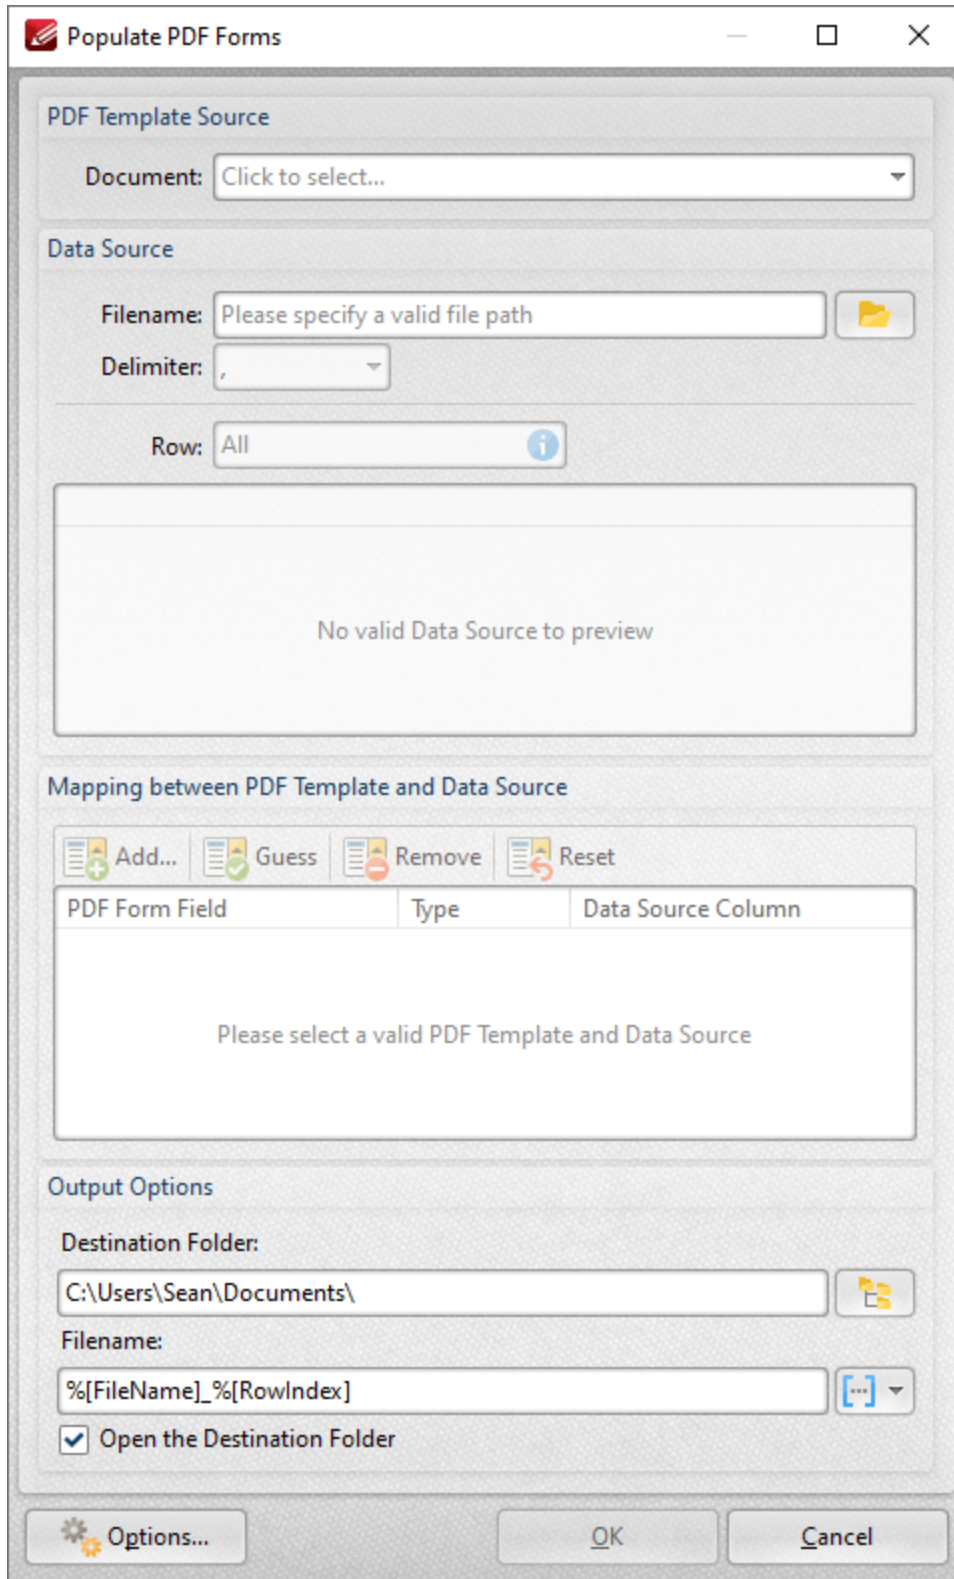 Populate PDF Forms
PDF Template Source
Document: Click to select...
Data Source
Filename: Please specify a valid file path
Delimiter: ,
Row: All
No valid Data Source to preview
Mapping between PDF Template and Data Source
Add... Guess Remove Reset
PDF Form Field Type Data Source Column
Please select a valid PDF Template and Data Source
Output Options
Destination Folder:
C:\Users\Sean\Documents\
Filename:
%[FileName]_%[RowIndex]
Open the Destination Folder
Options... OK Cancel